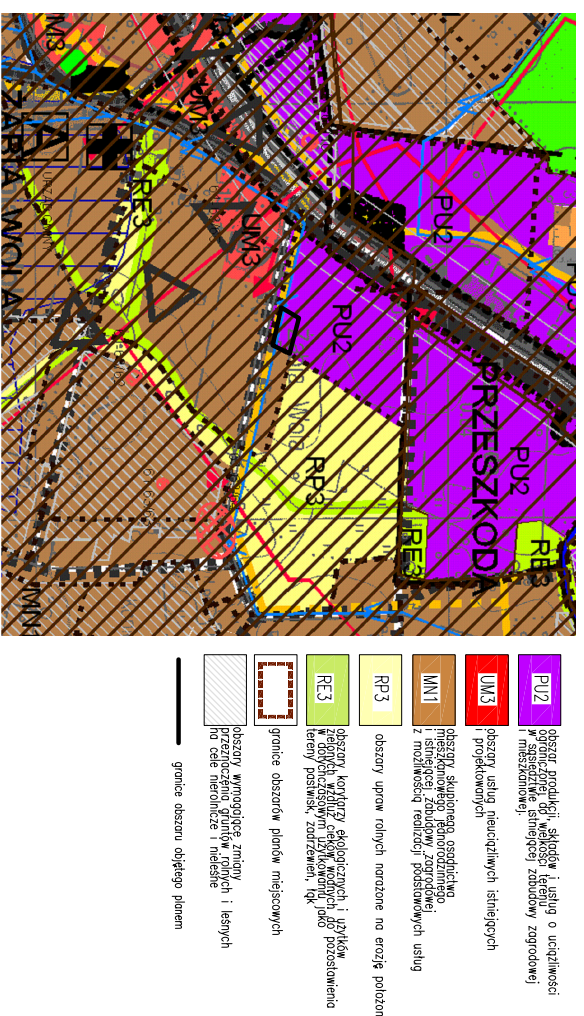 UM3
UM3
RE3
UM3
PU2
PU2
PU2
PRZESZKODA
RP3
RE3
RE3
MN1
ŻABIA WOLA
PU2
obszar produkcji, składów i usług o uciążliwości
ograniczonej do wielkości terenu
w sąsiedztwie istniejącej zabudowy zagrodowej
i mieszkaniowej.
UM3
obszary usług nieuciążliwych istniejących
i projektowanych
MN1
obszary skupionego osadnictwa
mieszkaniowego jednorodzinnego
i istniejącej zabudowy zagrodowej
z możliwością realizacji podstawowych usług
RP3
obszary upraw rolnych narażone na erozję położon
RE3
obszary korytarzy ekologicznych i użytków
zielonych wzdłuż cieków wodnych do pozostawienia
w dotychczasowym użytkowaniu jako
tereny pastwisk, zadrzewień, łąk
granice obszarów planów miejscowych
obszary wymagające zmiany
przeznaczenia gruntów rolnych i leśnych
na cele nierolnicze i nieleśne
granice obszaru objętego planem